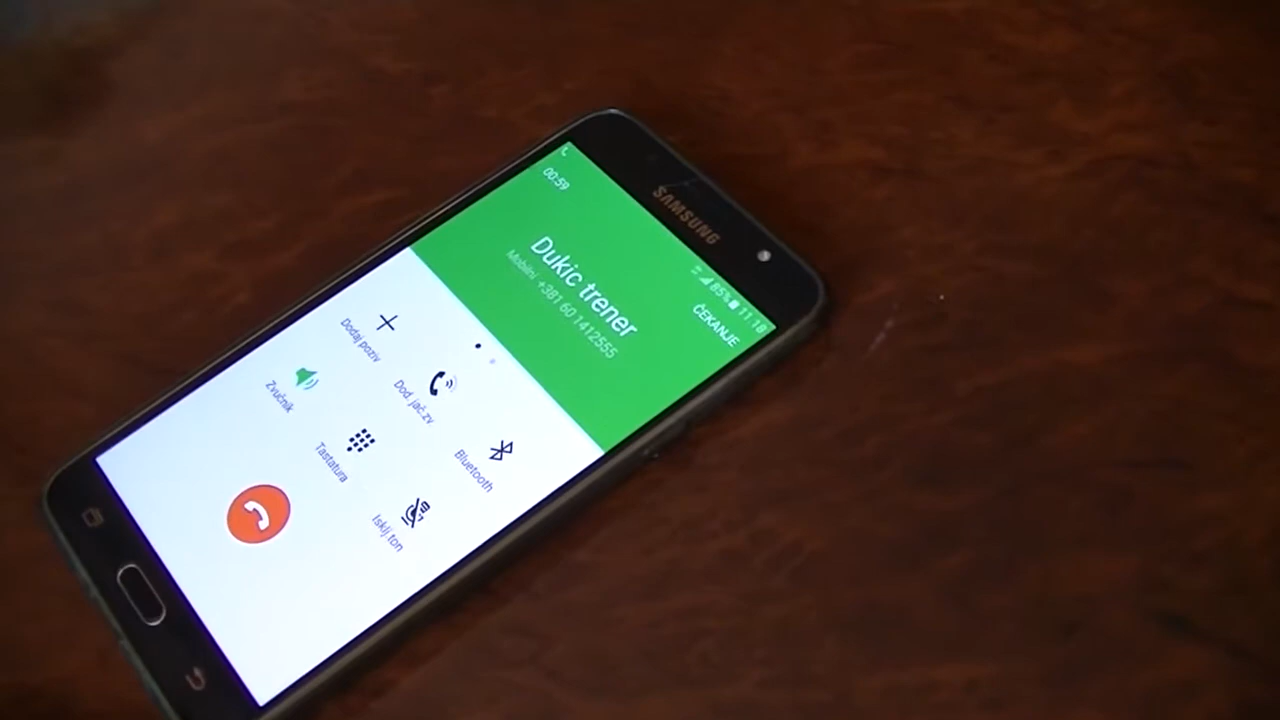 SAMSUNG
85% 11:18
00:59
ČEKANJE
Dukic trener
Mobilni +381 60 1412555
Dodaj poziv
Dod. jač.zv.
Bluetooth
Zvučnik
Tastatura
Isklj.ton